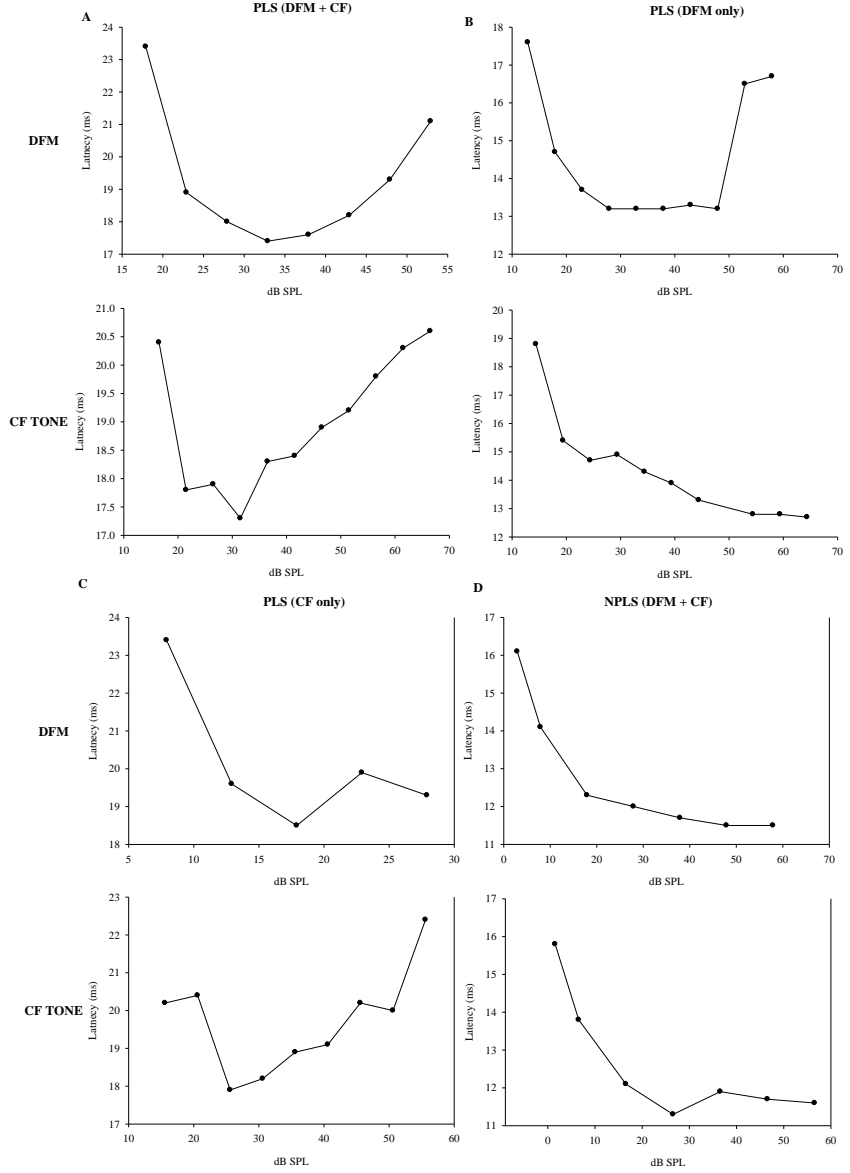 A
PLS (DFM + CF)
DFM
Latnecy (ms)
24
23
22
21
20
19
18
17
15 20 25 30 35 40 45 50 55
dB SPL
B
PLS (DFM only)
Latency (ms)
18
17
16
15
14
13
12
10 20 30 40 50 60 70
dB SPL
CF TONE
Latnecy (ms)
21.0
20.5
20.0
19.5
19.0
18.5
18.0
17.5
17.0
10 20 30 40 50 60 70
dB SPL
Latency (ms)
20
19
18
17
16
15
14
13
12
10 20 30 40 50 60 70
dB SPL
C
PLS (CF only)
DFM
Latnecy (ms)
24
23
22
21
20
19
18
5 10 15 20 25 30
dB SPL
D
NPLS (DFM + CF)
Latency (ms)
17
16
15
14
13
12
11
0 10 20 30 40 50 60 70
dB SPL
CF TONE
Latnecy (ms)
23
22
21
20
19
18
17
10 20 30 40 50 60
dB SPL
Latency (ms)
17
16
15
14
13
12
11
0 10 20 30 40 50 60
dB SPL